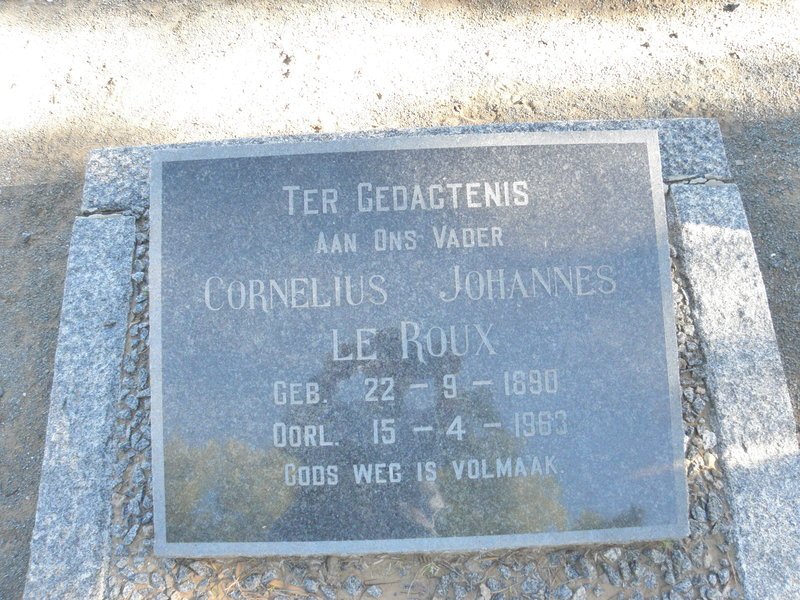 TER GEDAGTENIS
AAN ONS VADER
CORNELIUS JOHANNES
LE ROUX
GEB. 22 - 9 - 1890
OORL. 15 - 4 - 1963
GODS WEG IS VOLMAAK.